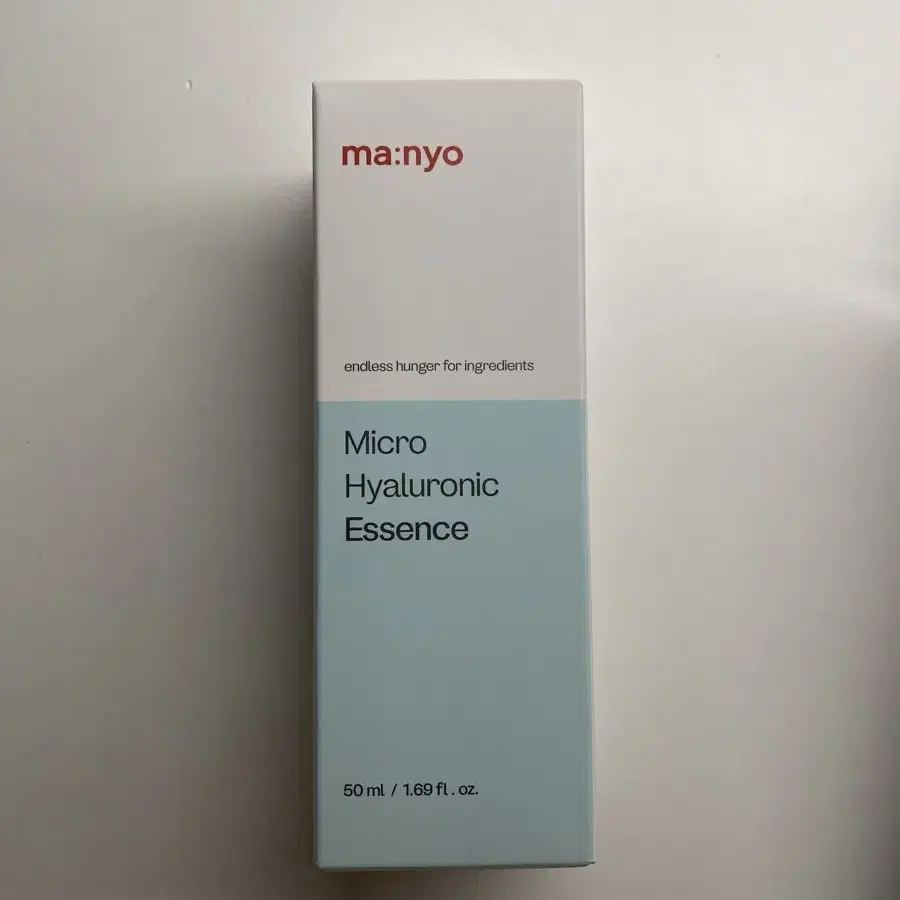 ma:nyo
endless hunger for ingredients
Micro
Hyaluronic
Essence
50 ml / 1.69 fl. oz.